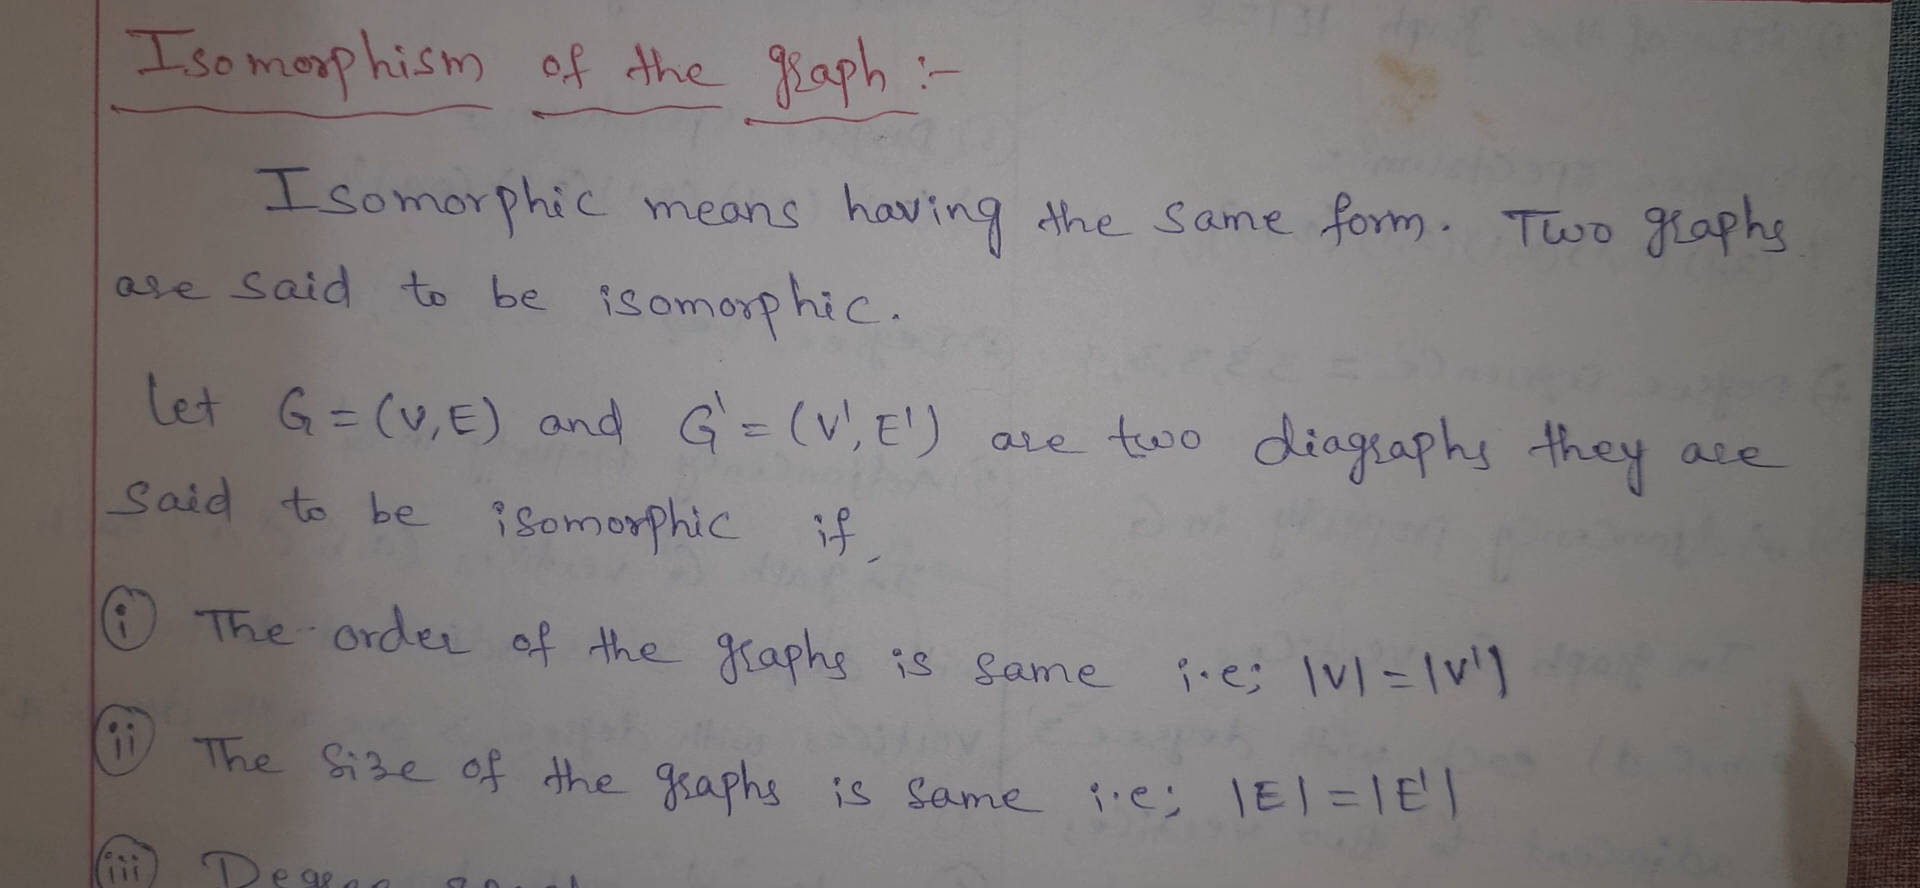 Isomorphism of the graph :-
Isomorphic means having the same form. Two graphs
are said to be isomorphic.
Let G = (V, E) and G' = (V', E') are two diagraphs they are
said to be isomorphic if,
(i) The order of the graphs is same i.e; |V| = |V'|
(ii) The size of the graphs is same i.e; |E| = |E'|
(iii)